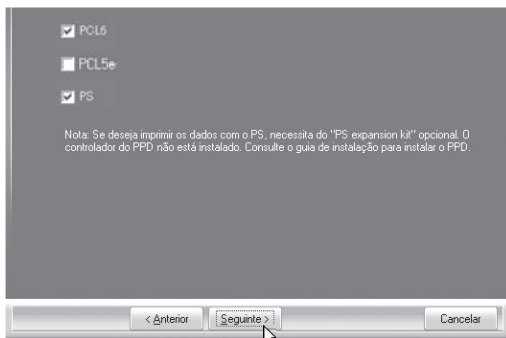 PCL6
PCL5e
PS
Nota: Se deseja imprimir os dados com o PS, necessita do "PS expansion kit" opcional. O
controlador do PPD não está instalado. Consulte o guia de instalação para instalar o PPD.
< Anterior
Seguinte >
Cancelar